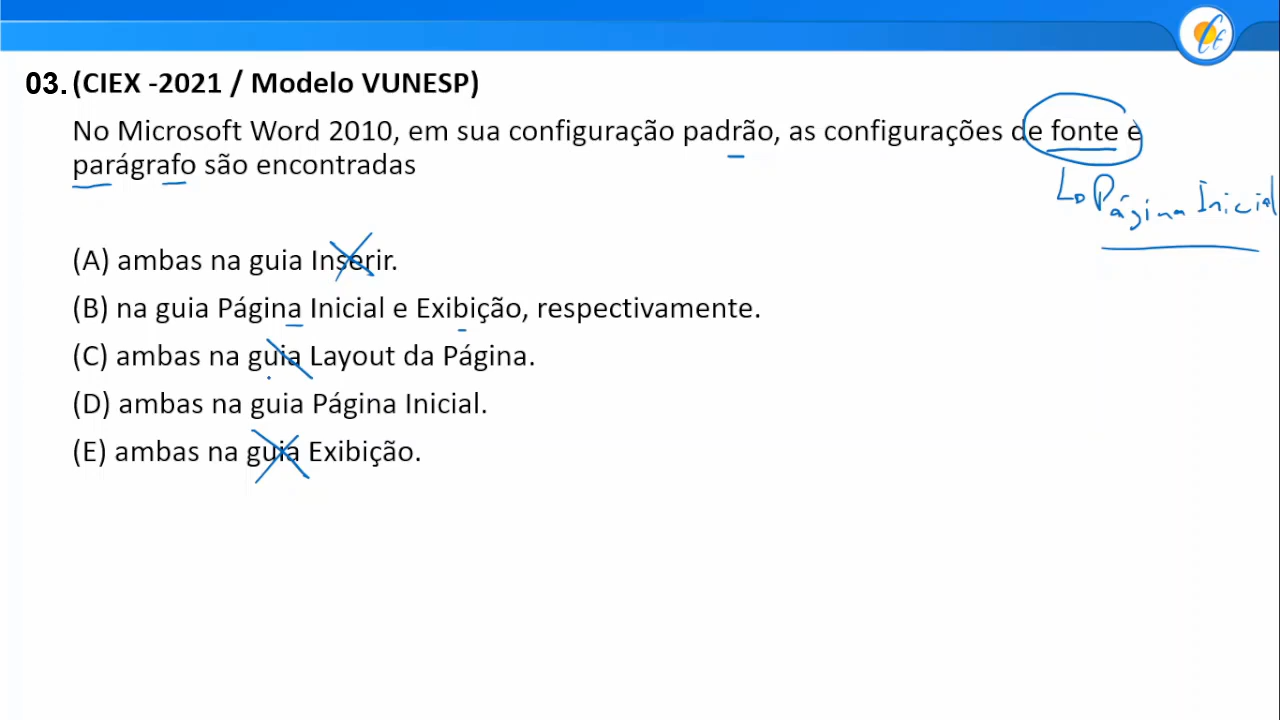 03. (CIEX -2021 / Modelo VUNESP)
No Microsoft Word 2010, em sua configuração padrão, as configurações de fonte e
parágrafo são encontradas
Página Inicial
(A) ambas na guia Inserir.
(B) na guia Página Inicial e Exibição, respectivamente.
(C) ambas na guia Layout da Página.
(D) ambas na guia Página Inicial.
(E) ambas na guia Exibição.